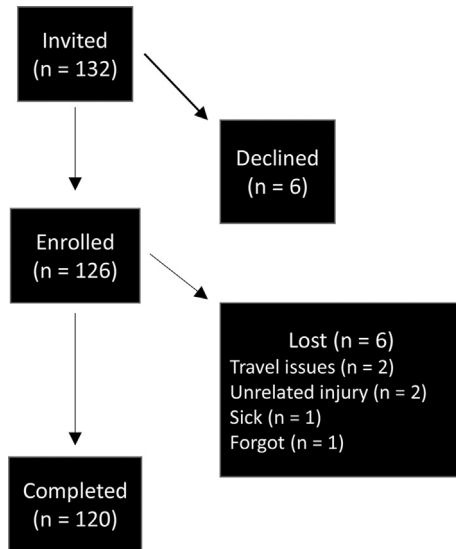 Invited
(n = 132)
Declined
(n = 6)
Enrolled
(n = 126)
Lost (n = 6)
Travel issues (n = 2)
Unrelated injury (n = 2)
Sick (n = 1)
Forgot (n = 1)
Completed
(n = 120)